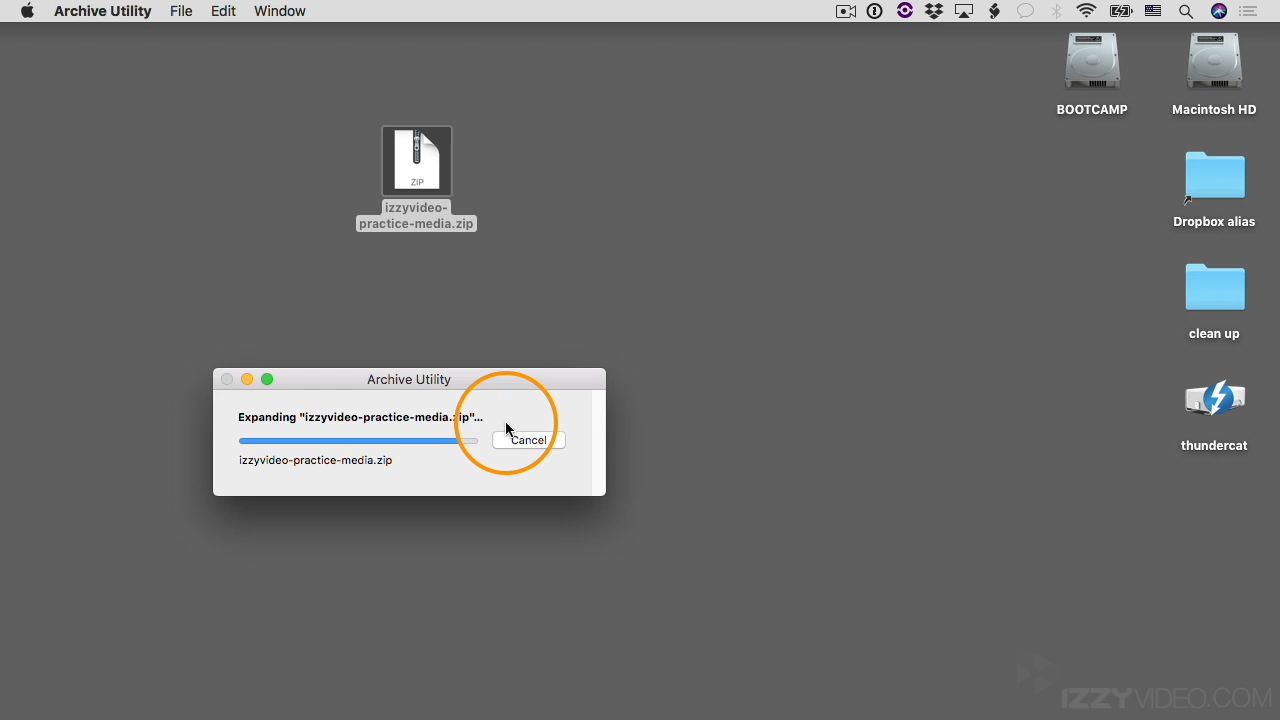 Archive Utility File Edit Window
BOOTCAMP
Macintosh HD
ZIP
izzyvideo-
practice-media.zip
Dropbox alias
clean up
Archive Utility
Expanding "izzyvideo-practice-media.zip"...
Cancel
izzyvideo-practice-media.zip
thundercat
IZZYVIDEO.COM